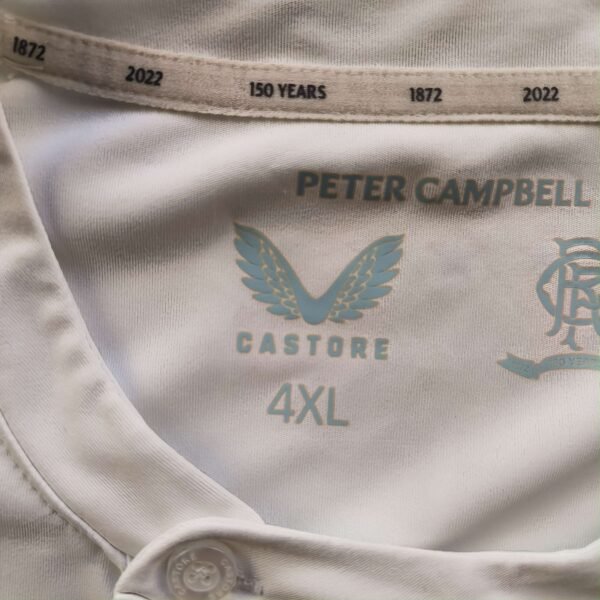 1872 2022 150 YEARS 1872 2022
PETER CAMPBELL
CASTORE
4XL